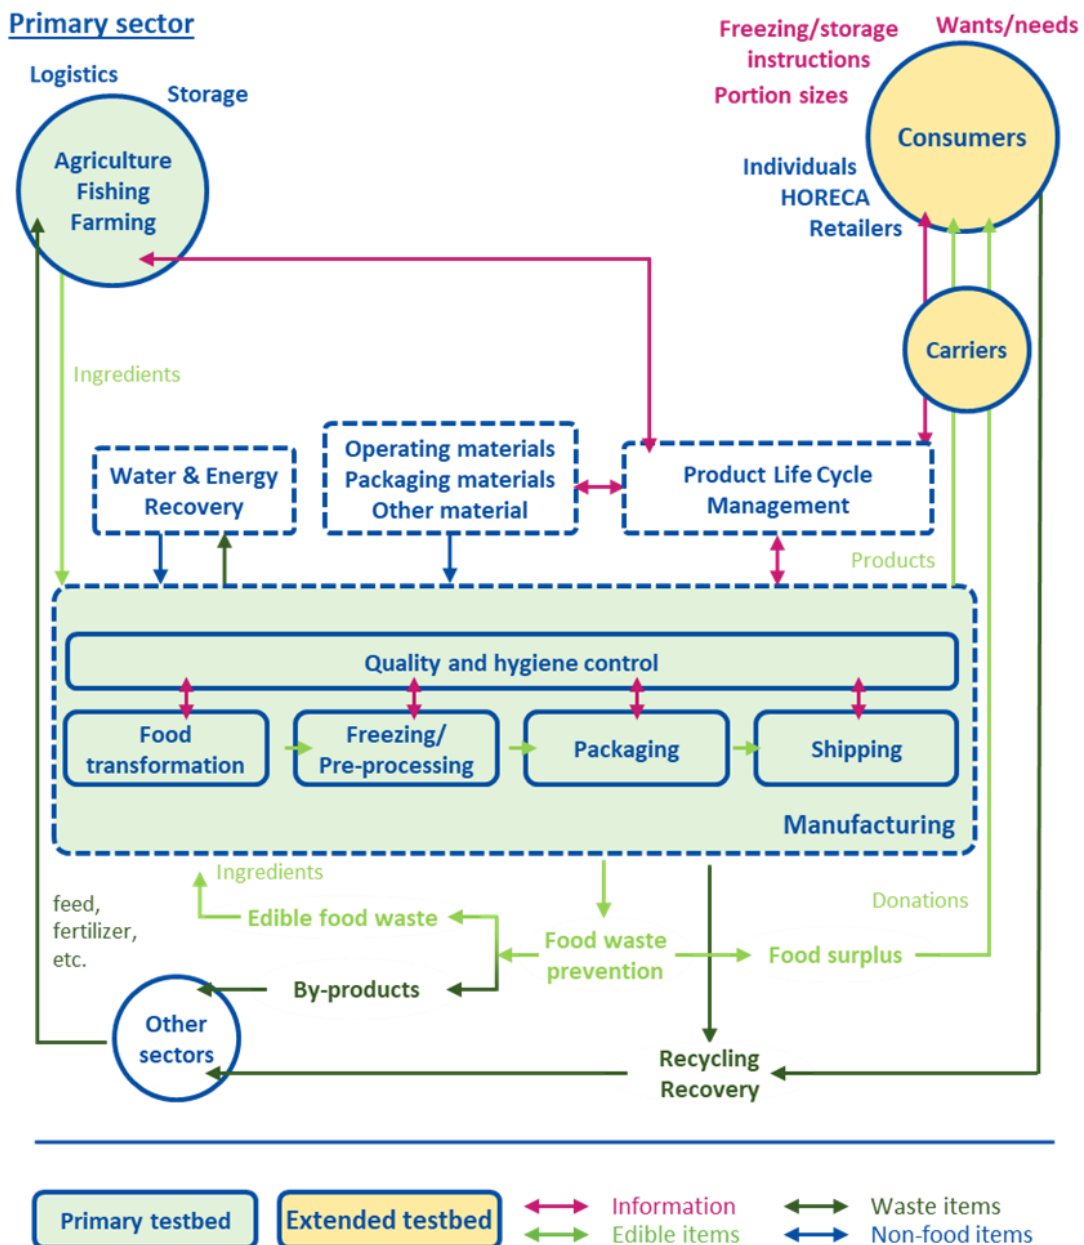 Primary sector
Freezing/storage
instructions
Wants/needs
Portion sizes
Logistics
Storage
Agriculture
Fishing
Farming
Consumers
Individuals
HORECA
Retailers
Carriers
Ingredients
Water & Energy
Recovery
Operating materials
Packaging materials
Other material
Product Life Cycle
Management
Products
Quality and hygiene control
Food
transformation
Freezing/
Pre-processing
Packaging
Shipping
Manufacturing
Ingredients
feed,
fertilizer,
etc.
Edible food waste
Food waste
prevention
Food surplus
Donations
By-products
Other
sectors
Recycling
Recovery
Primary testbed
Extended testbed
Information
Edible items
Waste items
Non-food items